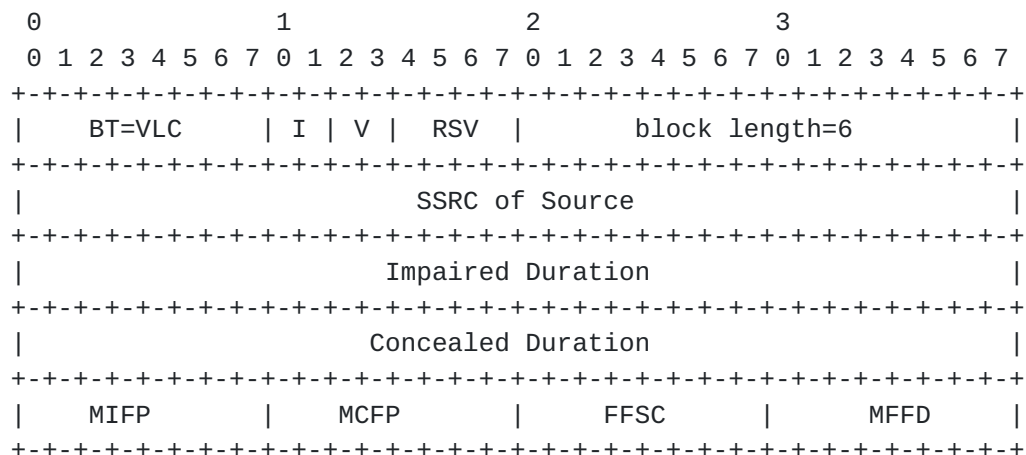 0                   1                   2                   3
 0 1 2 3 4 5 6 7 0 1 2 3 4 5 6 7 0 1 2 3 4 5 6 7 0 1 2 3 4 5 6 7
+-+-+-+-+-+-+-+-+-+-+-+-+-+-+-+-+-+-+-+-+-+-+-+-+-+-+-+-+-+-+-+-+
|    BT=VLC     | I | V |  RSV  |       block length=6          |
+-+-+-+-+-+-+-+-+-+-+-+-+-+-+-+-+-+-+-+-+-+-+-+-+-+-+-+-+-+-+-+-+
|                         SSRC of Source                        |
+-+-+-+-+-+-+-+-+-+-+-+-+-+-+-+-+-+-+-+-+-+-+-+-+-+-+-+-+-+-+-+-+
|                       Impaired Duration                       |
+-+-+-+-+-+-+-+-+-+-+-+-+-+-+-+-+-+-+-+-+-+-+-+-+-+-+-+-+-+-+-+-+
|                      Concealed Duration                       |
+-+-+-+-+-+-+-+-+-+-+-+-+-+-+-+-+-+-+-+-+-+-+-+-+-+-+-+-+-+-+-+-+
|    MIFP       |    MCFP       |     FFSC      |      MFFD     |
+-+-+-+-+-+-+-+-+-+-+-+-+-+-+-+-+-+-+-+-+-+-+-+-+-+-+-+-+-+-+-+-+